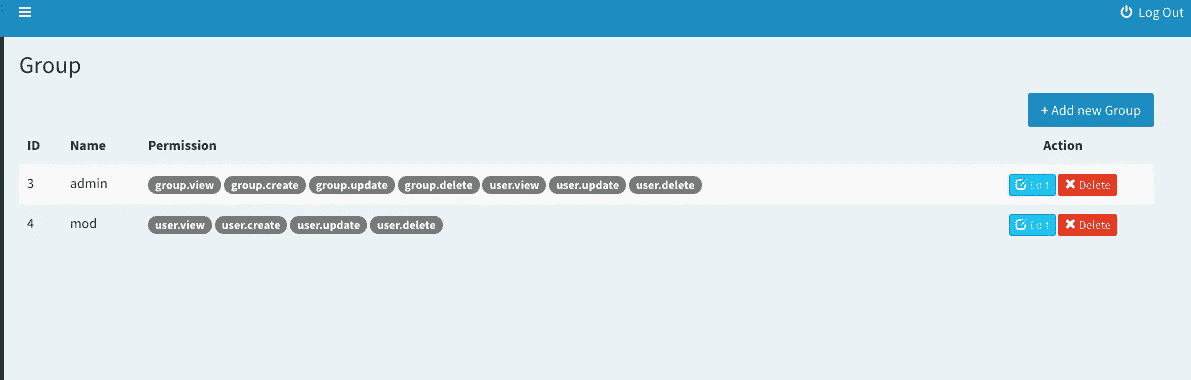 Log Out
Group
+ Add new Group
ID Name Permission Action
3 admin group.view group.create group.update group.delete user.view user.update user.delete Edit Delete
4 mod user.view user.create user.update user.delete Edit Delete